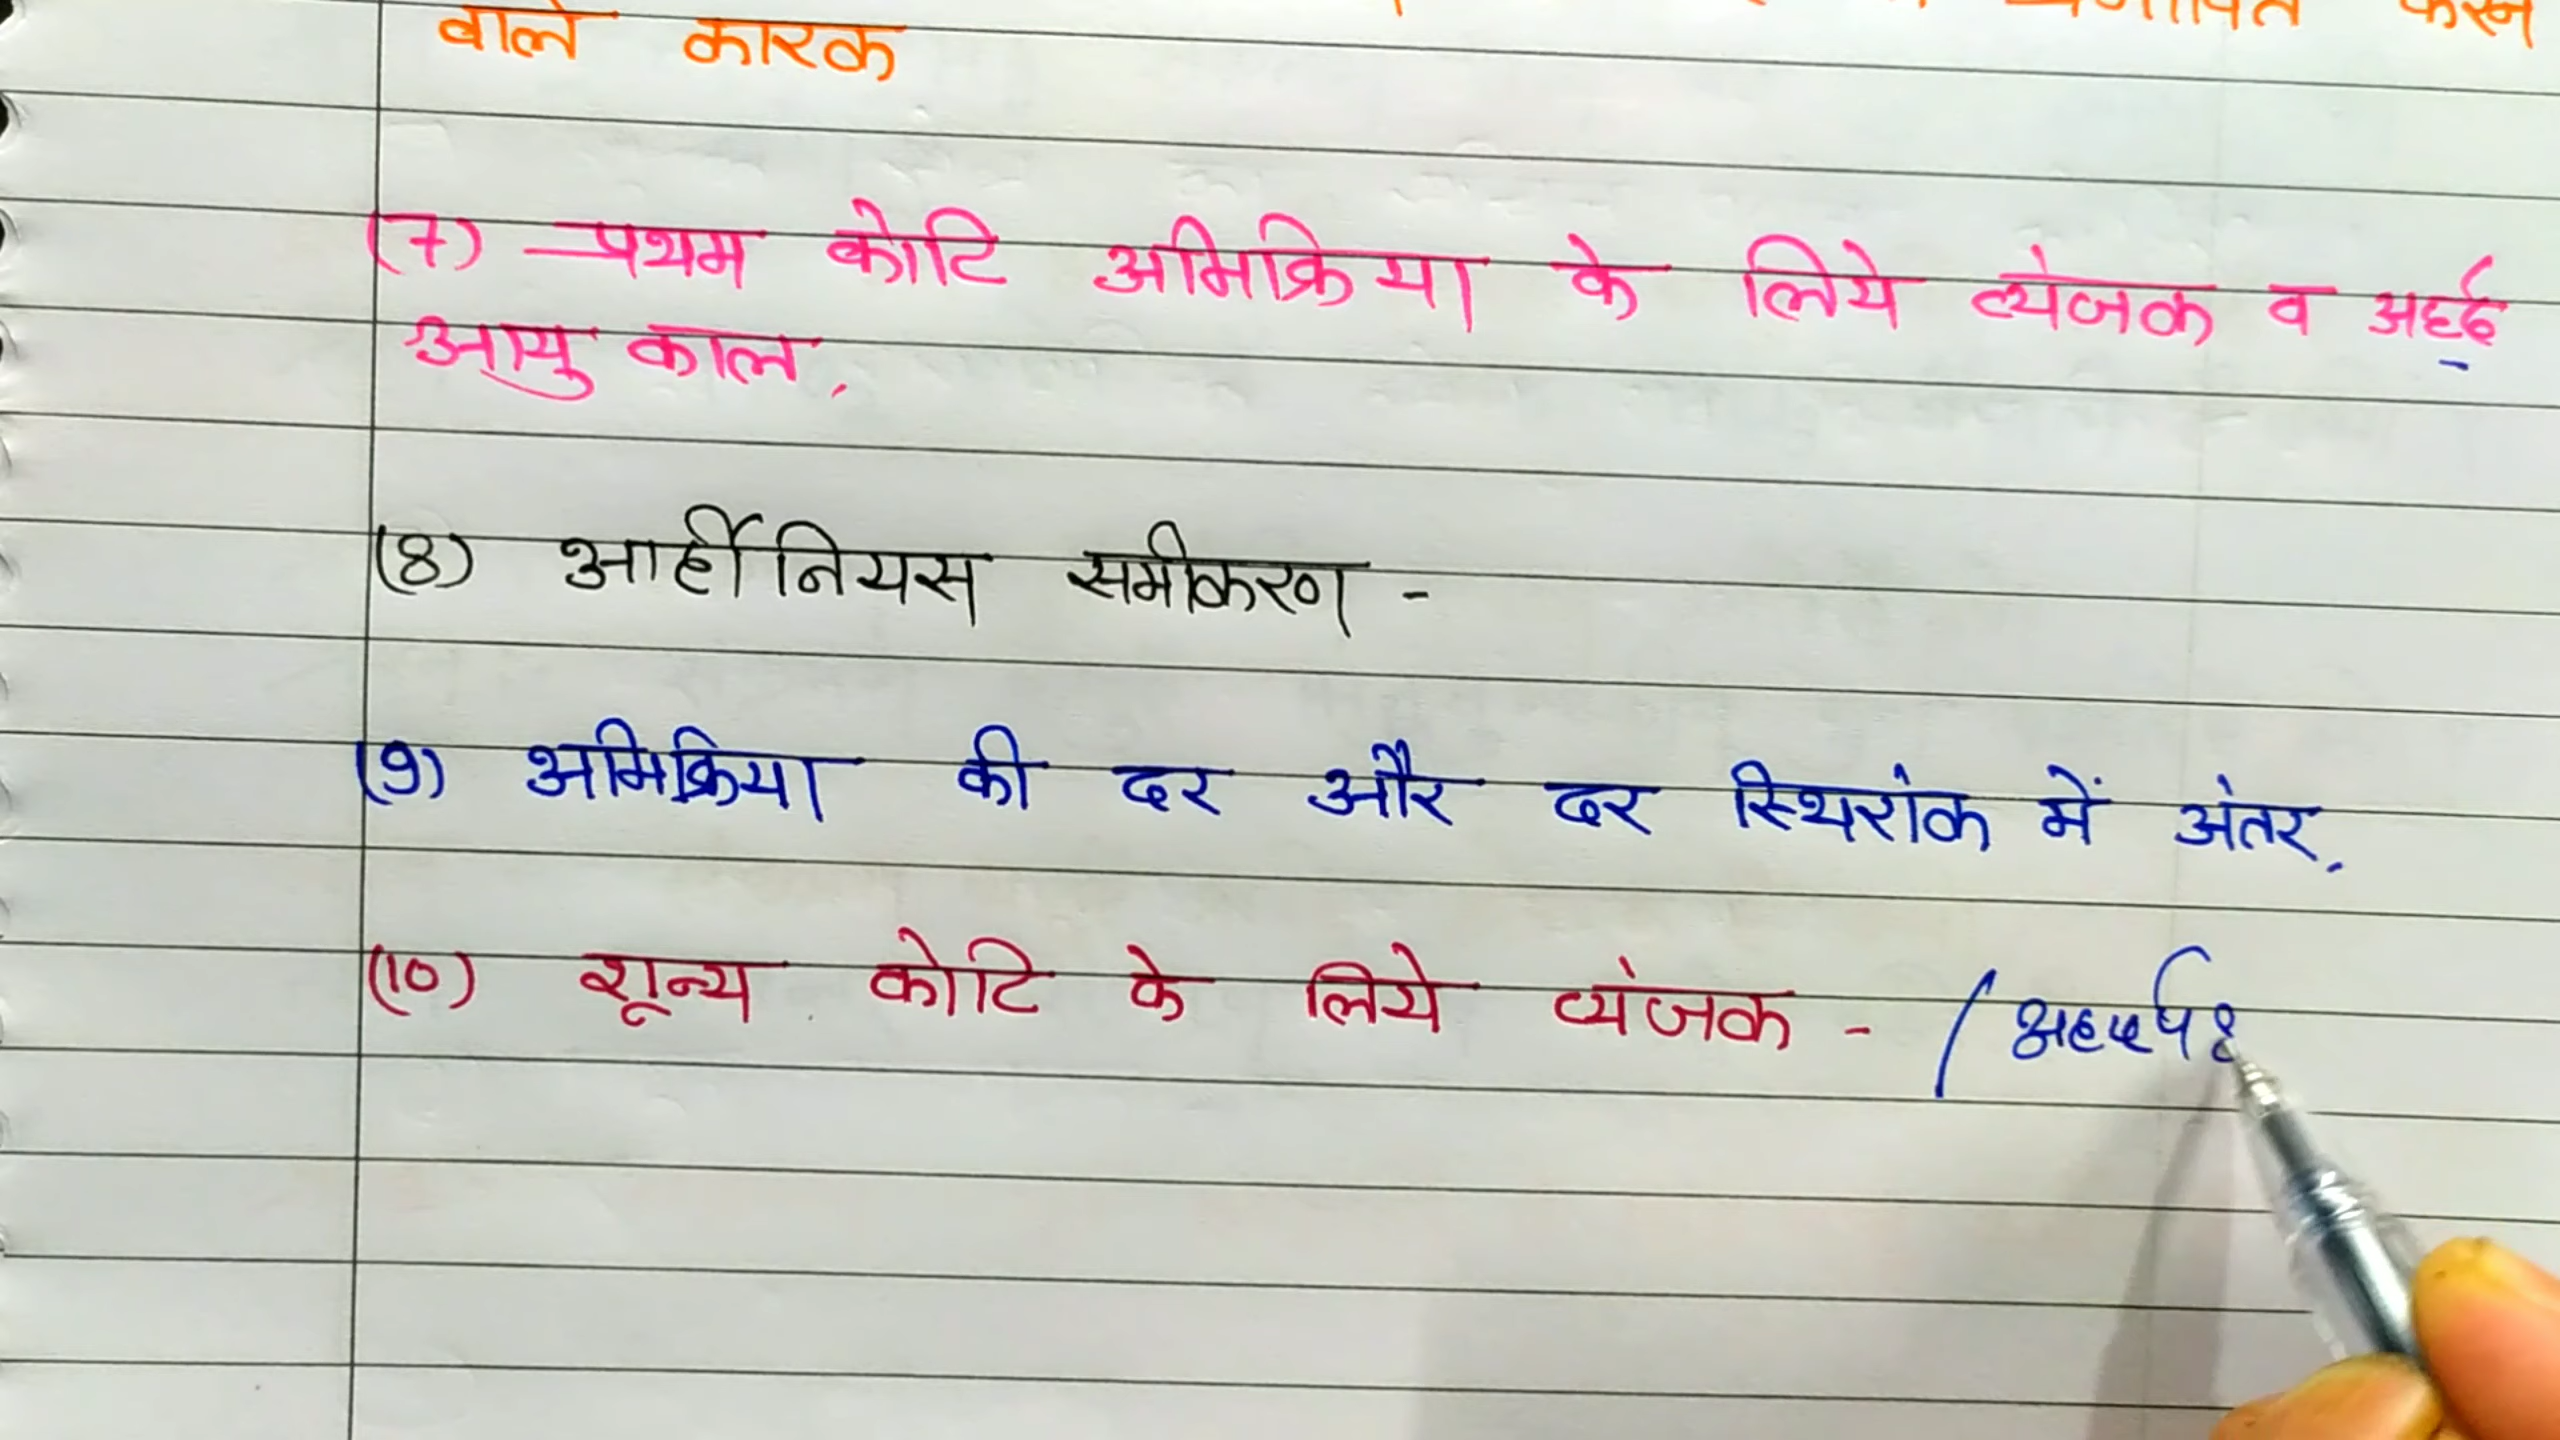 करने
वाले कारक
(7) प्रथम कोटि अभिक्रिया के लिये व्यंजक व अर्द्ध
आयु काल.
(8) आर्हीनियस समीकरण -
(9) अभिक्रिया की दर और दर स्थिरांक में अंतर.
(10) शून्य कोटि के लिये व्यंजक - (